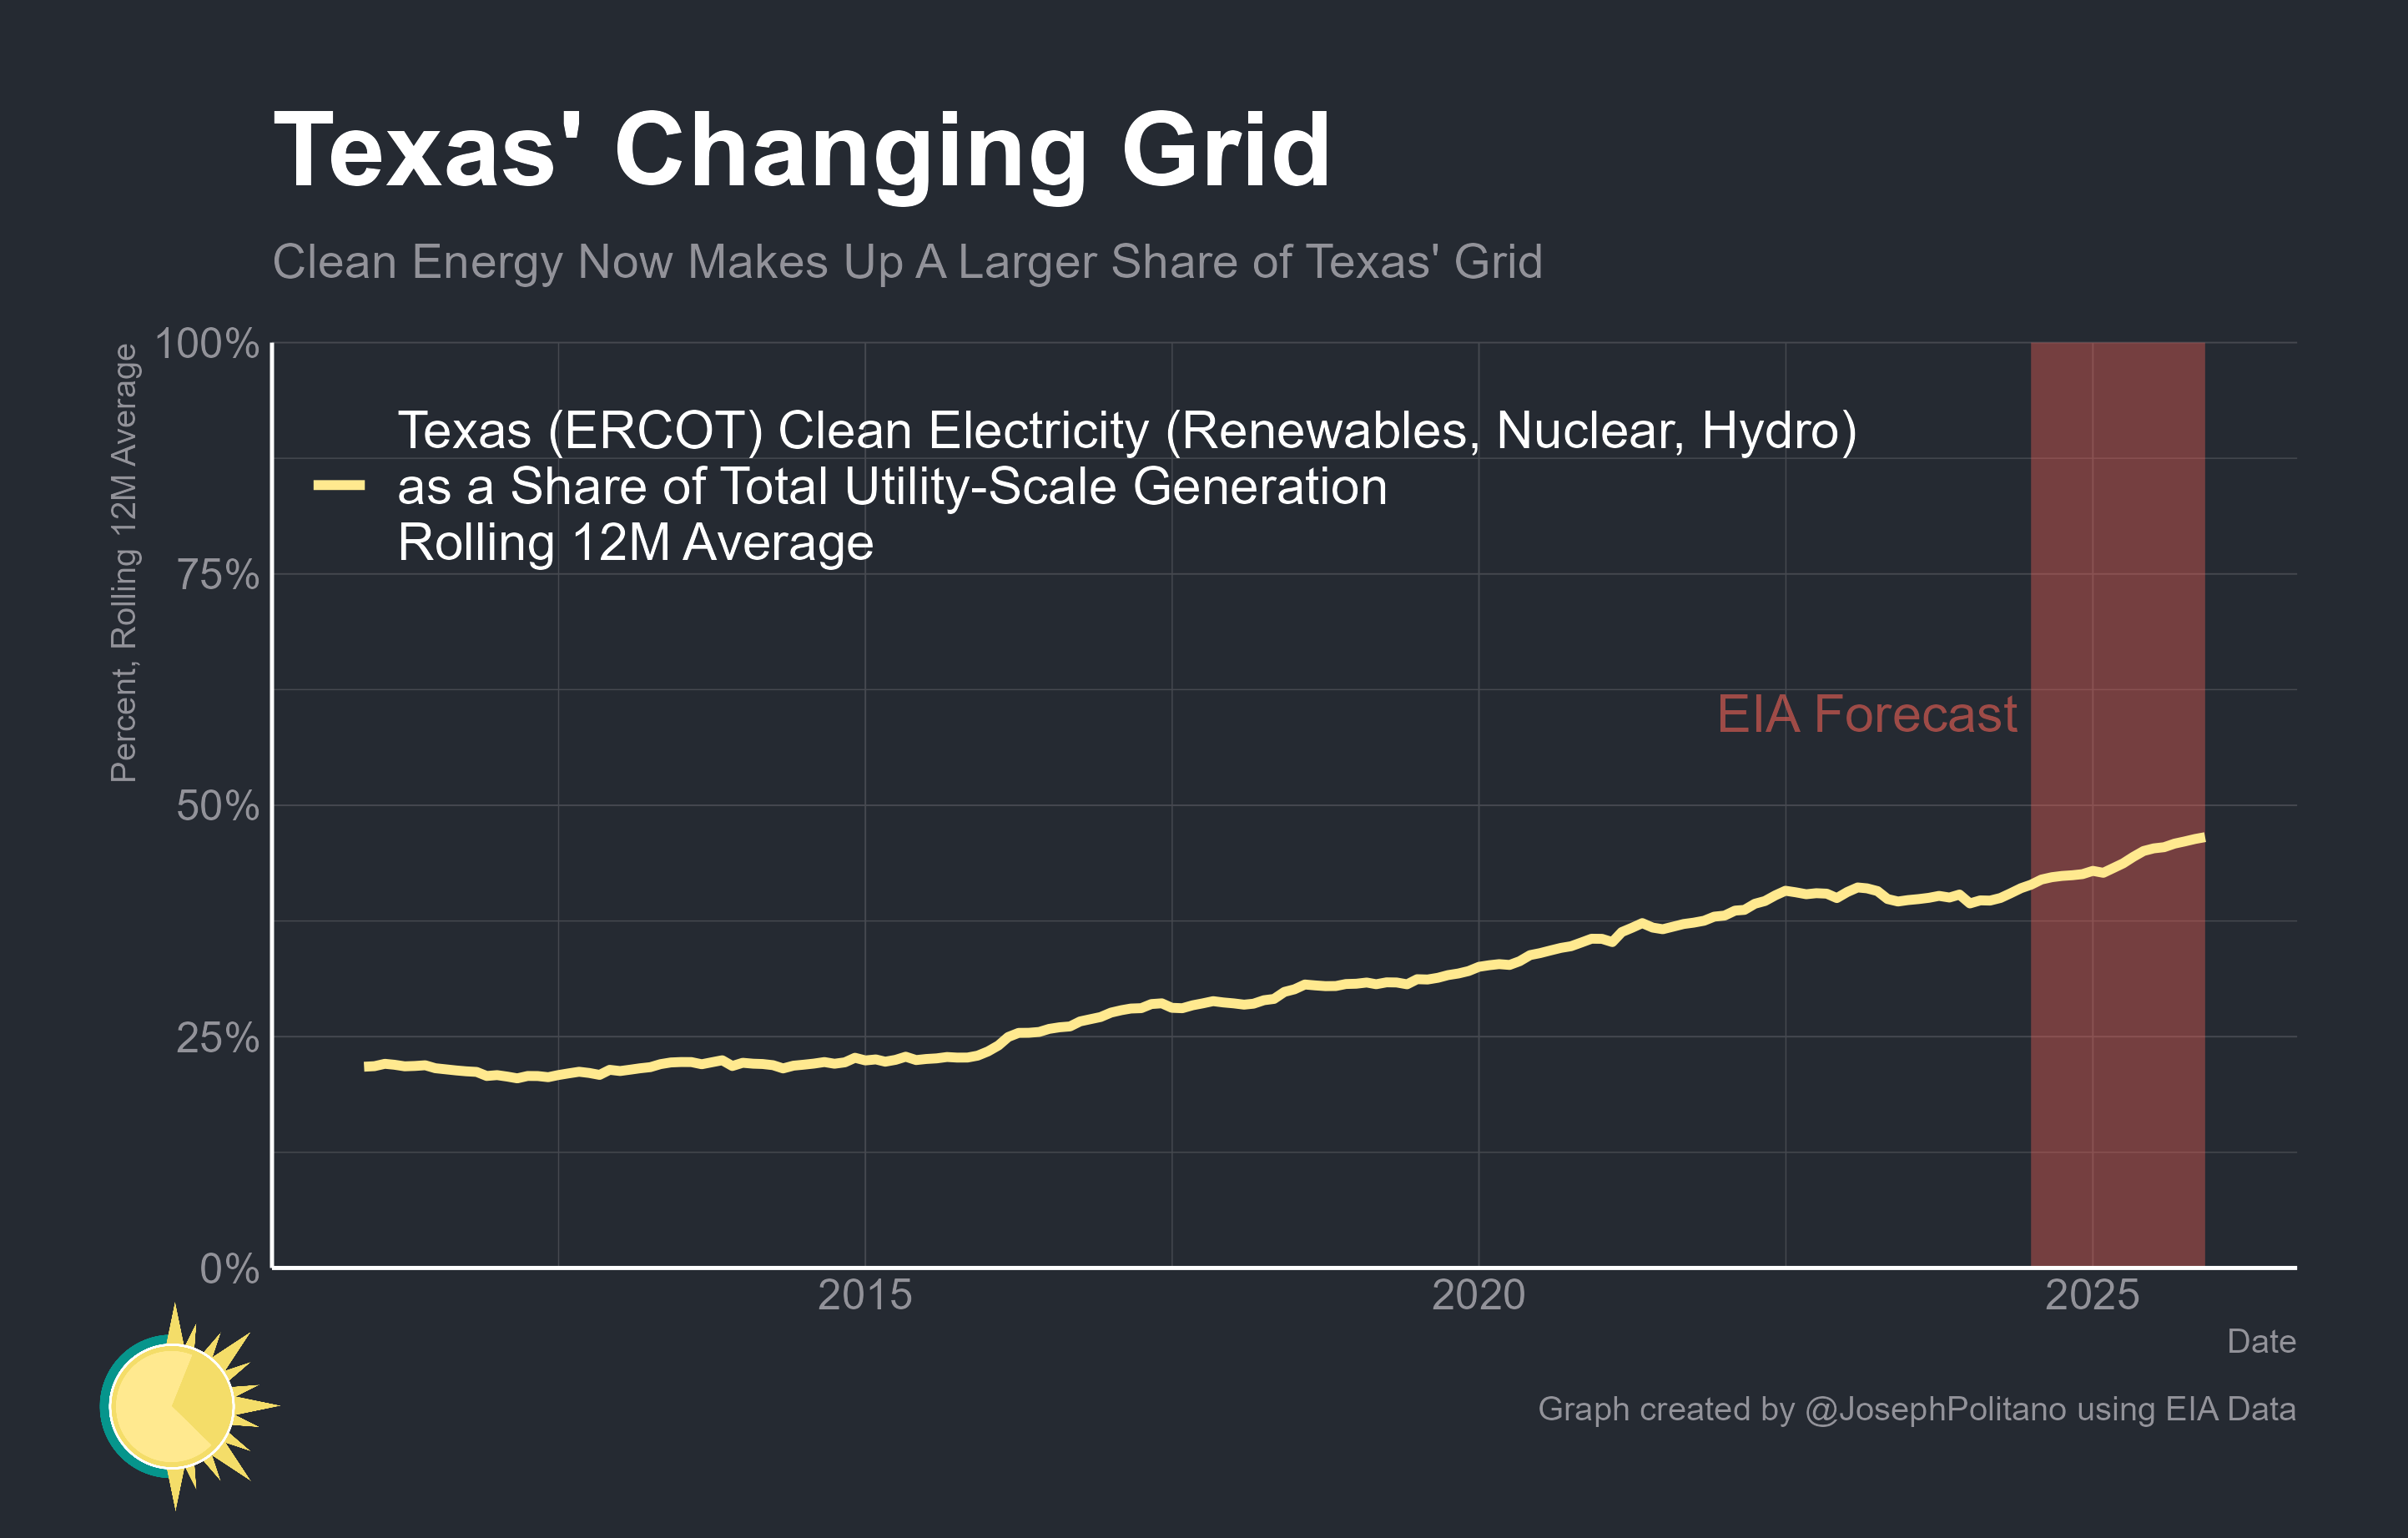 Texas' Changing Grid
Clean Energy Now Makes Up A Larger Share of Texas' Grid
Percent, Rolling 12M Average
100%
75%
50%
25%
0%
Texas (ERCOT) Clean Electricity (Renewables, Nuclear, Hydro)
as a Share of Total Utility-Scale Generation
Rolling 12M Average
EIA Forecast
2015
2020
2025
Date
Graph created by @JosephPolitano using EIA Data